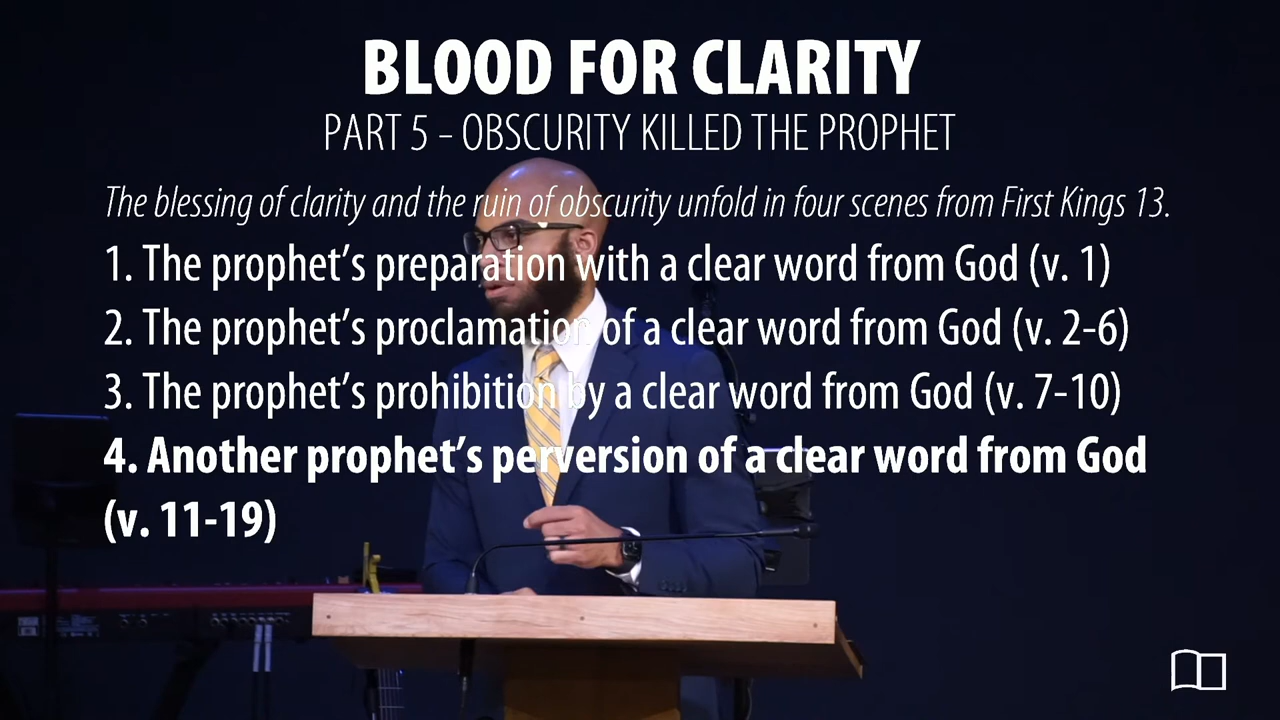 BLOOD FOR CLARITY
PART 5 – OBSCURITY KILLED THE PROPHET
The blessing of clarity and the ruin of obscurity unfold in four scenes from First Kings 13.
1. The prophet’s preparation with a clear word from God (v. 1)
2. The prophet’s proclamation of a clear word from God (v. 2-6)
3. The prophet’s prohibition by a clear word from God (v. 7-10)
4. Another prophet’s perversion of a clear word from God
(v. 11-19)